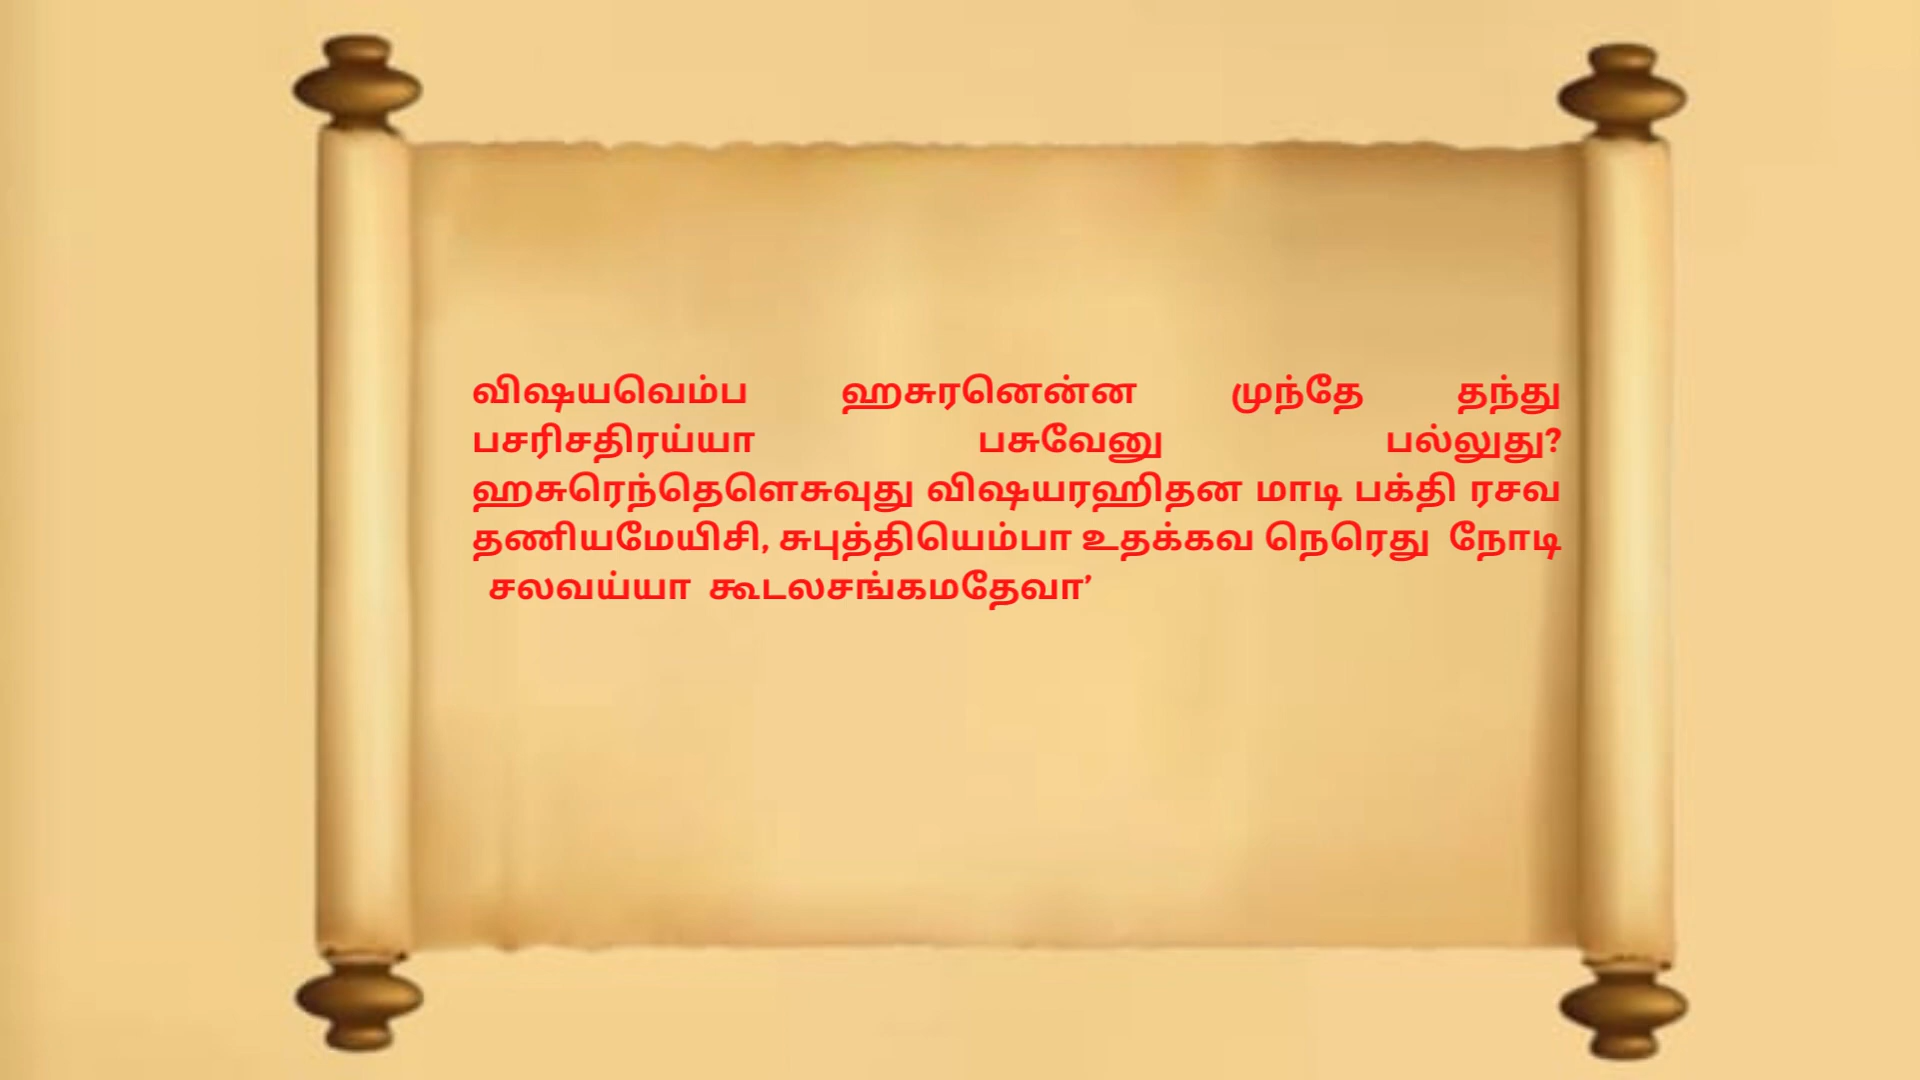 விஷயவெம்ப ஹசுரனென்ன முந்தே தந்து
பசரிசதிரய்யா பசுவேனு பல்லுது?
ஹசுரெந்தெளெசுவுது விஷயரஹிதன மாடி பக்தி ரசவ
தணியமேயிசி, சுபுத்தியெம்பா உதக்கவ நெரெது நோடி
சலவய்யா கூடலசங்கமதேவா’